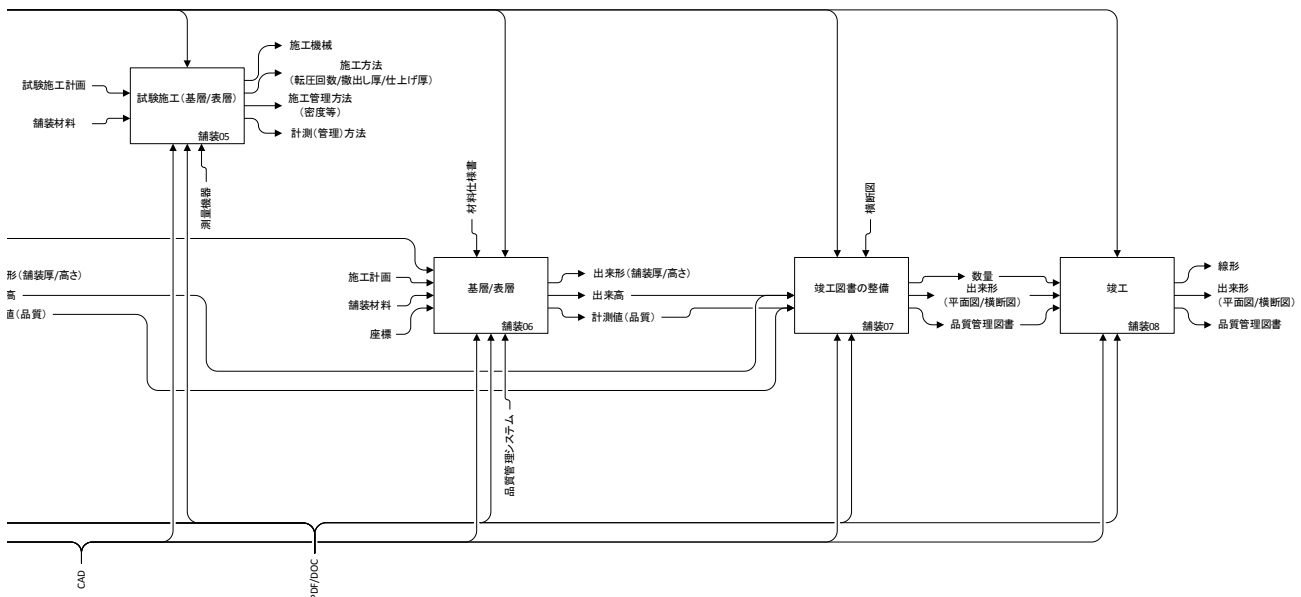 施工機械
施工方法
(転圧回数/撒出し厚/仕上げ厚)
試験施工計画
試験施工(基層/表層)
施工管理方法
(密度等)
舗装材料
計測(管理)方法
舗装05
測量機器
材料仕様書
横断図
形(舗装厚/高さ)
高
値(品質)
施工計画
舗装材料
座標
基層/表層
舗装06
出来形(舗装厚/高さ)
出来高
計測値(品質)
竣工図書の整備
舗装07
数量
出来形
(平面図/横断図)
品質管理図書
竣工
舗装08
線形
出来形
(平面図/横断図)
品質管理図書
品質管理システム
CAD
PDF/DOC